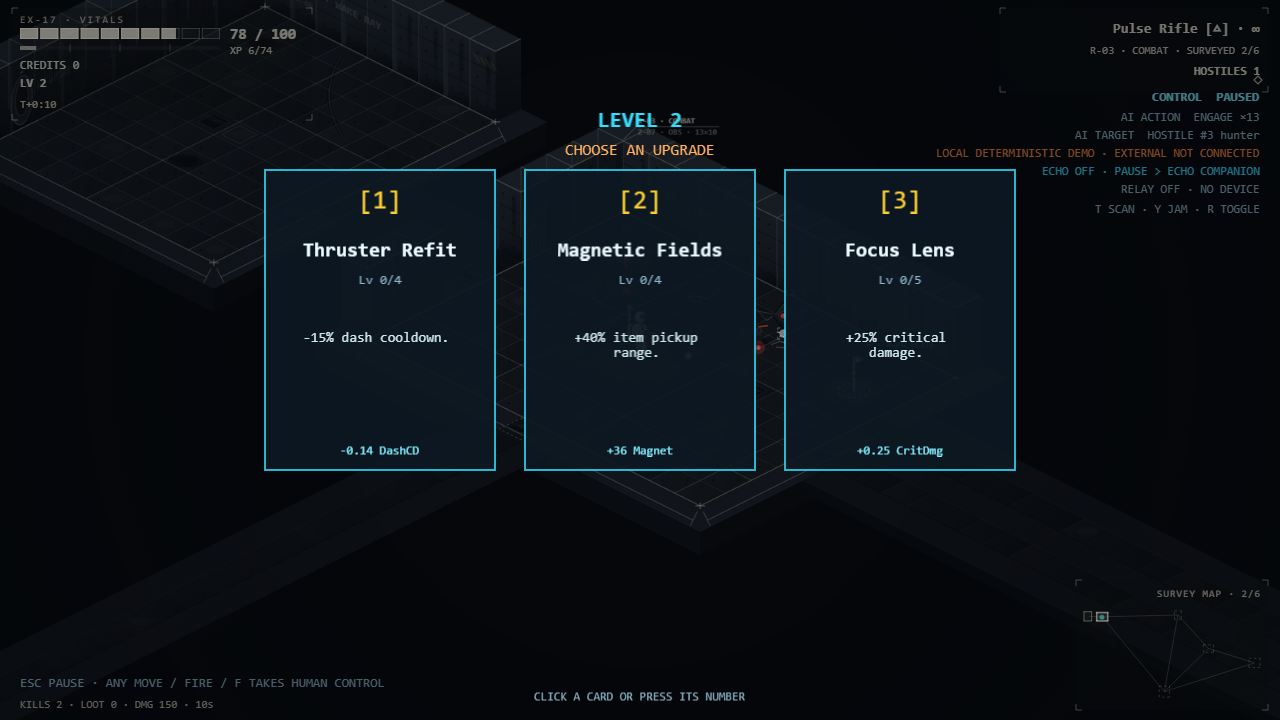 EX-17 · VITALS
78 / 100
XP 6/74
CREDITS 0
LV 2
T+0:10
Pulse Rifle [△] · ∞
R-03 · COMBAT · SURVEYED 2/6
HOSTILES 1
CONTROL PAUSED
AI ACTION ENGAGE ×13
AI TARGET HOSTILE #3 hunter
LOCAL DETERMINISTIC DEMO · EXTERNAL NOT CONNECTED
ECHO OFF · PAUSE > ECHO COMPANION
RELAY OFF · NO DEVICE
T SCAN · Y JAM · R TOGGLE
LEVEL 2
CHOOSE AN UPGRADE
[1]
Thruster Refit
Lv 0/4
-15% dash cooldown.
-0.14 DashCD
[2]
Magnetic Fields
Lv 0/4
+40% item pickup
range.
+36 Magnet
[3]
Focus Lens
Lv 0/5
+25% critical
damage.
+0.25 CritDmg
SURVEY MAP · 2/6
ESC PAUSE · ANY MOVE / FIRE / F TAKES HUMAN CONTROL
KILLS 2 · LOOT 0 · DMG 150 · 10s
CLICK A CARD OR PRESS ITS NUMBER